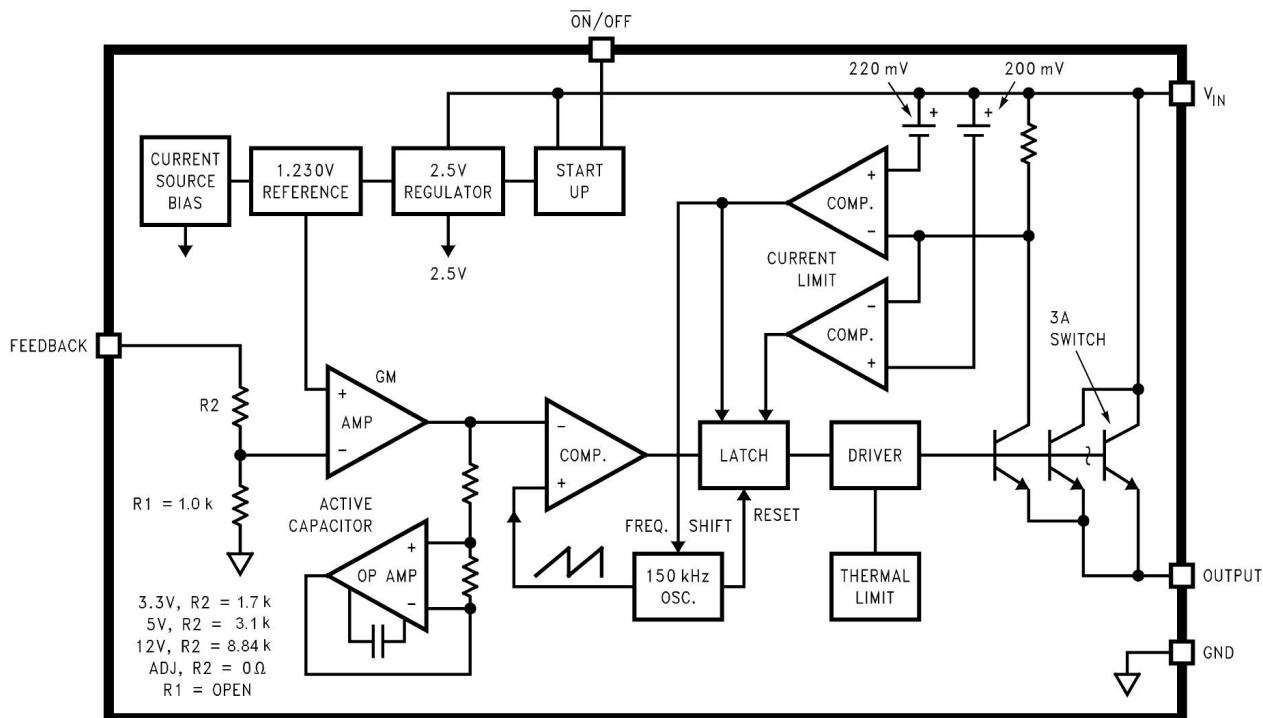 ON/OFF
220 mV
200 mV
+
+
VIN
CURRENT
SOURCE
BIAS
1.230V
REFERENCE
2.5V
REGULATOR
START
UP
+
COMP.
−
2.5V
CURRENT
LIMIT
−
COMP.
+
3A
SWITCH
FEEDBACK
GM
R2
+
AMP
−
−
COMP.
+
LATCH
DRIVER
R1 = 1.0 k
ACTIVE
CAPACITOR
FREQ. SHIFT
RESET
+
OP AMP
−
150 kHz
OSC.
THERMAL
LIMIT
OUTPUT
3.3V, R2 = 1.7 k
5V, R2 = 3.1 k
12V, R2 = 8.84 k
ADJ, R2 = 0 Ω
R1 = OPEN
GND